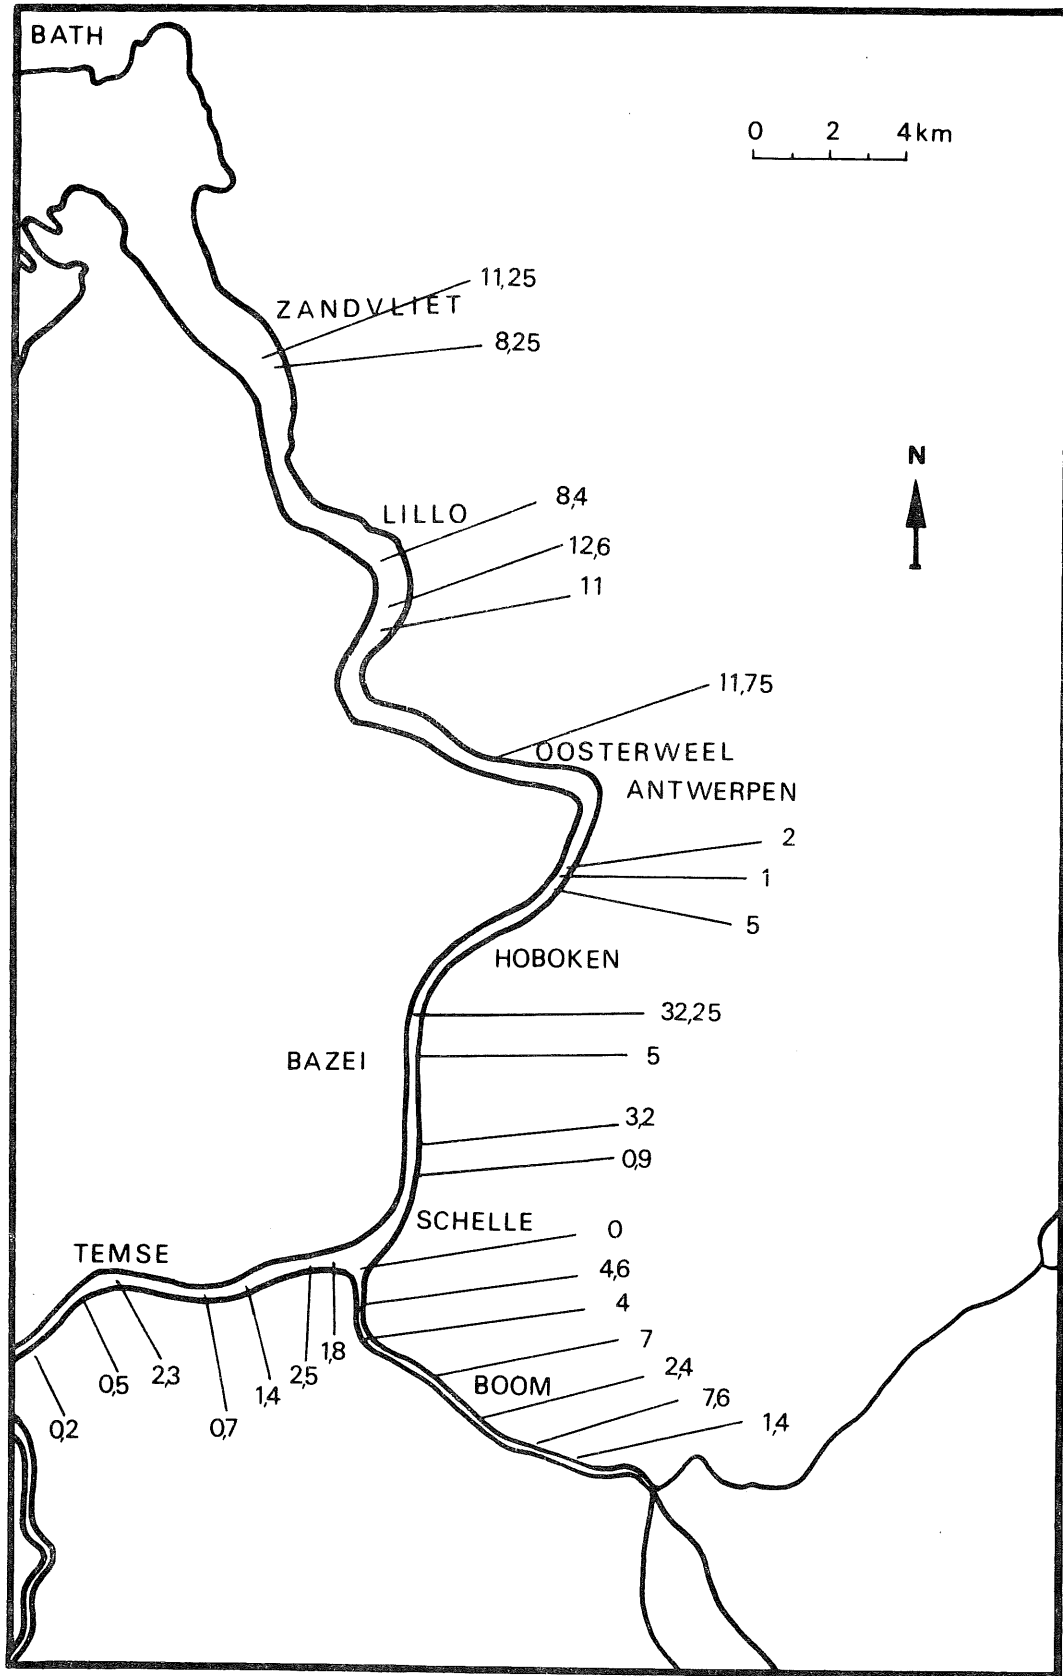 BATH
0 2 4km
11,25
ZANDVLIET
8,25
N
8,4
LILLO
12,6
11
11,75
OOSTERWEEL
ANTWERPEN
2
1
5
HOBOKEN
32,25
5
BAZEI
3,2
0,9
SCHELLE
0
TEMSE
4,6
4
7
1,8
2,5
2,3
0,5
1,4
0,7
0,2
2,4
BOOM
7,6
1,4